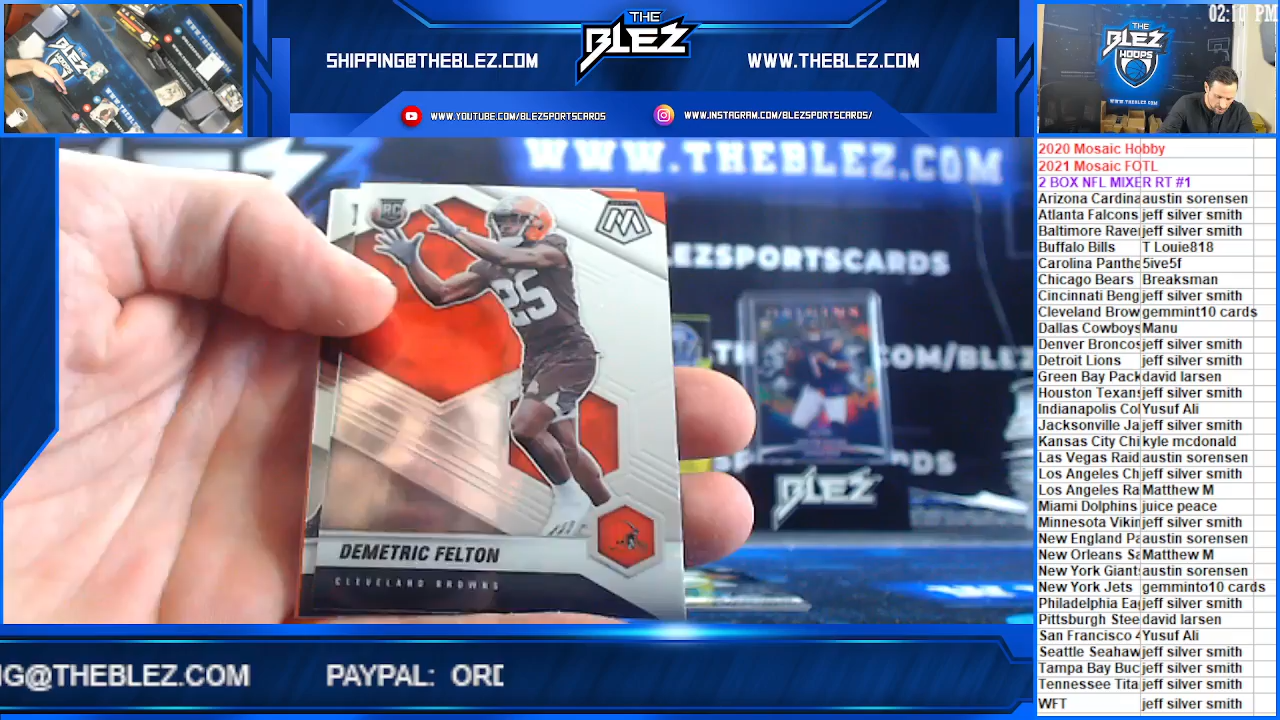 THE
BLEZ
SHIPPING@THEBLEZ.COM
WWW.THEBLEZ.COM
WWW.YOUTUBE.COM/BLEZSPORTSCARDS
WWW.INSTAGRAM.COM/BLEZSPORTSCARDS/
02:10 PM
THE
BLEZ
HOOPS
WWW.THEBLEZ.COM
WWW.THEBLEZ.COM
LEZSPORTSCARDS
COM/BLEZ
RC
M
25
DEMETRIC FELTON
CLEVELAND BROWNS
BLEZ
2020 Mosaic Hobby
2021 Mosaic FOTL
2 BOX NFL MIXER RT #1
Arizona Cardina austin sorensen
Atlanta Falcons jeff silver smith
Baltimore Rave jeff silver smith
Buffalo Bills T Louie818
Carolina Panthe 5ive5f
Chicago Bears Breaksman
Cincinnati Beng jeff silver smith
Cleveland Brow gemmint10 cards
Dallas Cowboys Manu
Denver Broncos jeff silver smith
Detroit Lions jeff silver smith
Green Bay Pack david larsen
Houston Texans jeff silver smith
Indianapolis Co Yusuf Ali
Jacksonville Ja jeff silver smith
Kansas City Chi kyle mcdonald
Las Vegas Raid austin sorensen
Los Angeles Ch jeff silver smith
Los Angeles Ra Matthew M
Miami Dolphins juice peace
Minnesota Vikin jeff silver smith
New England Pa austin sorensen
New Orleans Sa Matthew M
New York Giants austin sorensen
New York Jets gemminto10 cards
Philadelphia Ea jeff silver smith
Pittsburgh Stee david larsen
San Francisco 4 Yusuf Ali
Seattle Seahaw jeff silver smith
Tampa Bay Buc jeff silver smith
Tennessee Tita jeff silver smith
WFT jeff silver smith
G@THEBLEZ.COM PAYPAL: ORD